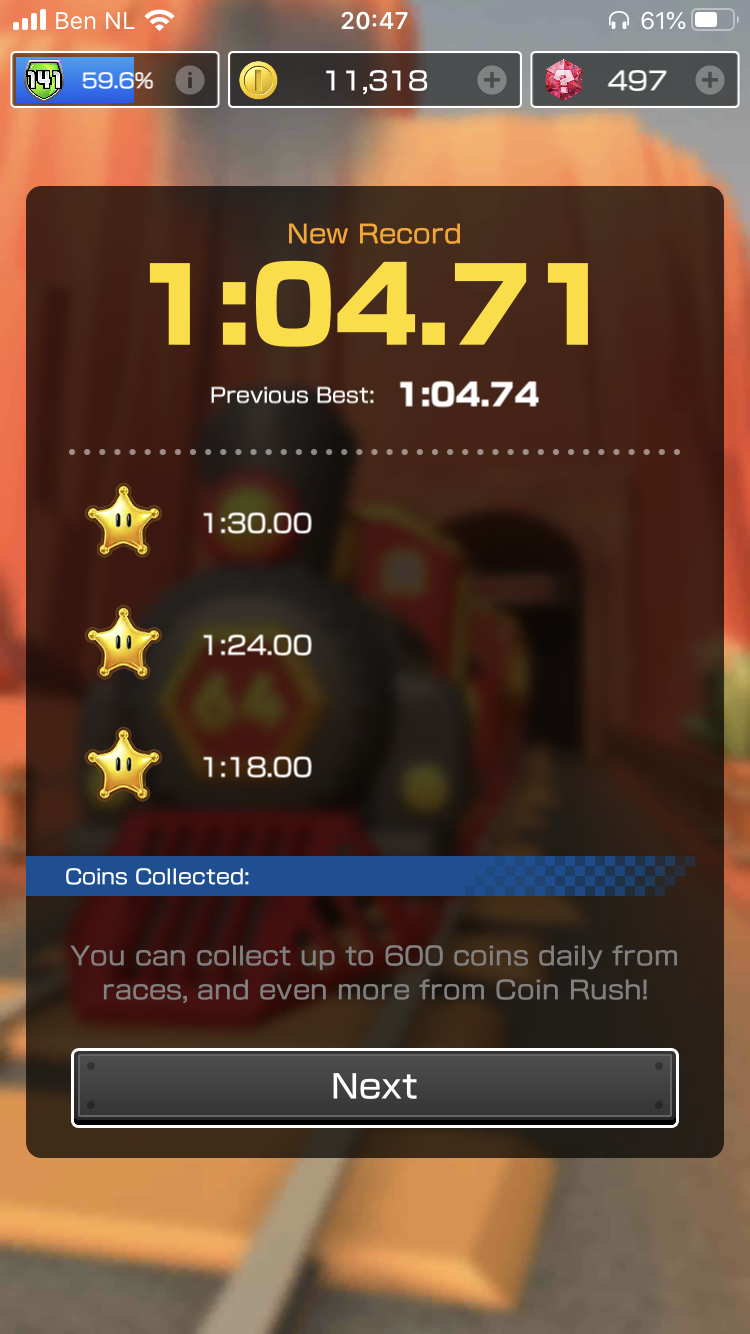 Ben NL 20:47 61%
141 59.6% i 11,318 + 497 +
New Record
1:04.71
Previous Best: 1:04.74
1:30.00
64
1:24.00
1:18.00
Coins Collected:
You can collect up to 600 coins daily from
races, and even more from Coin Rush!
Next